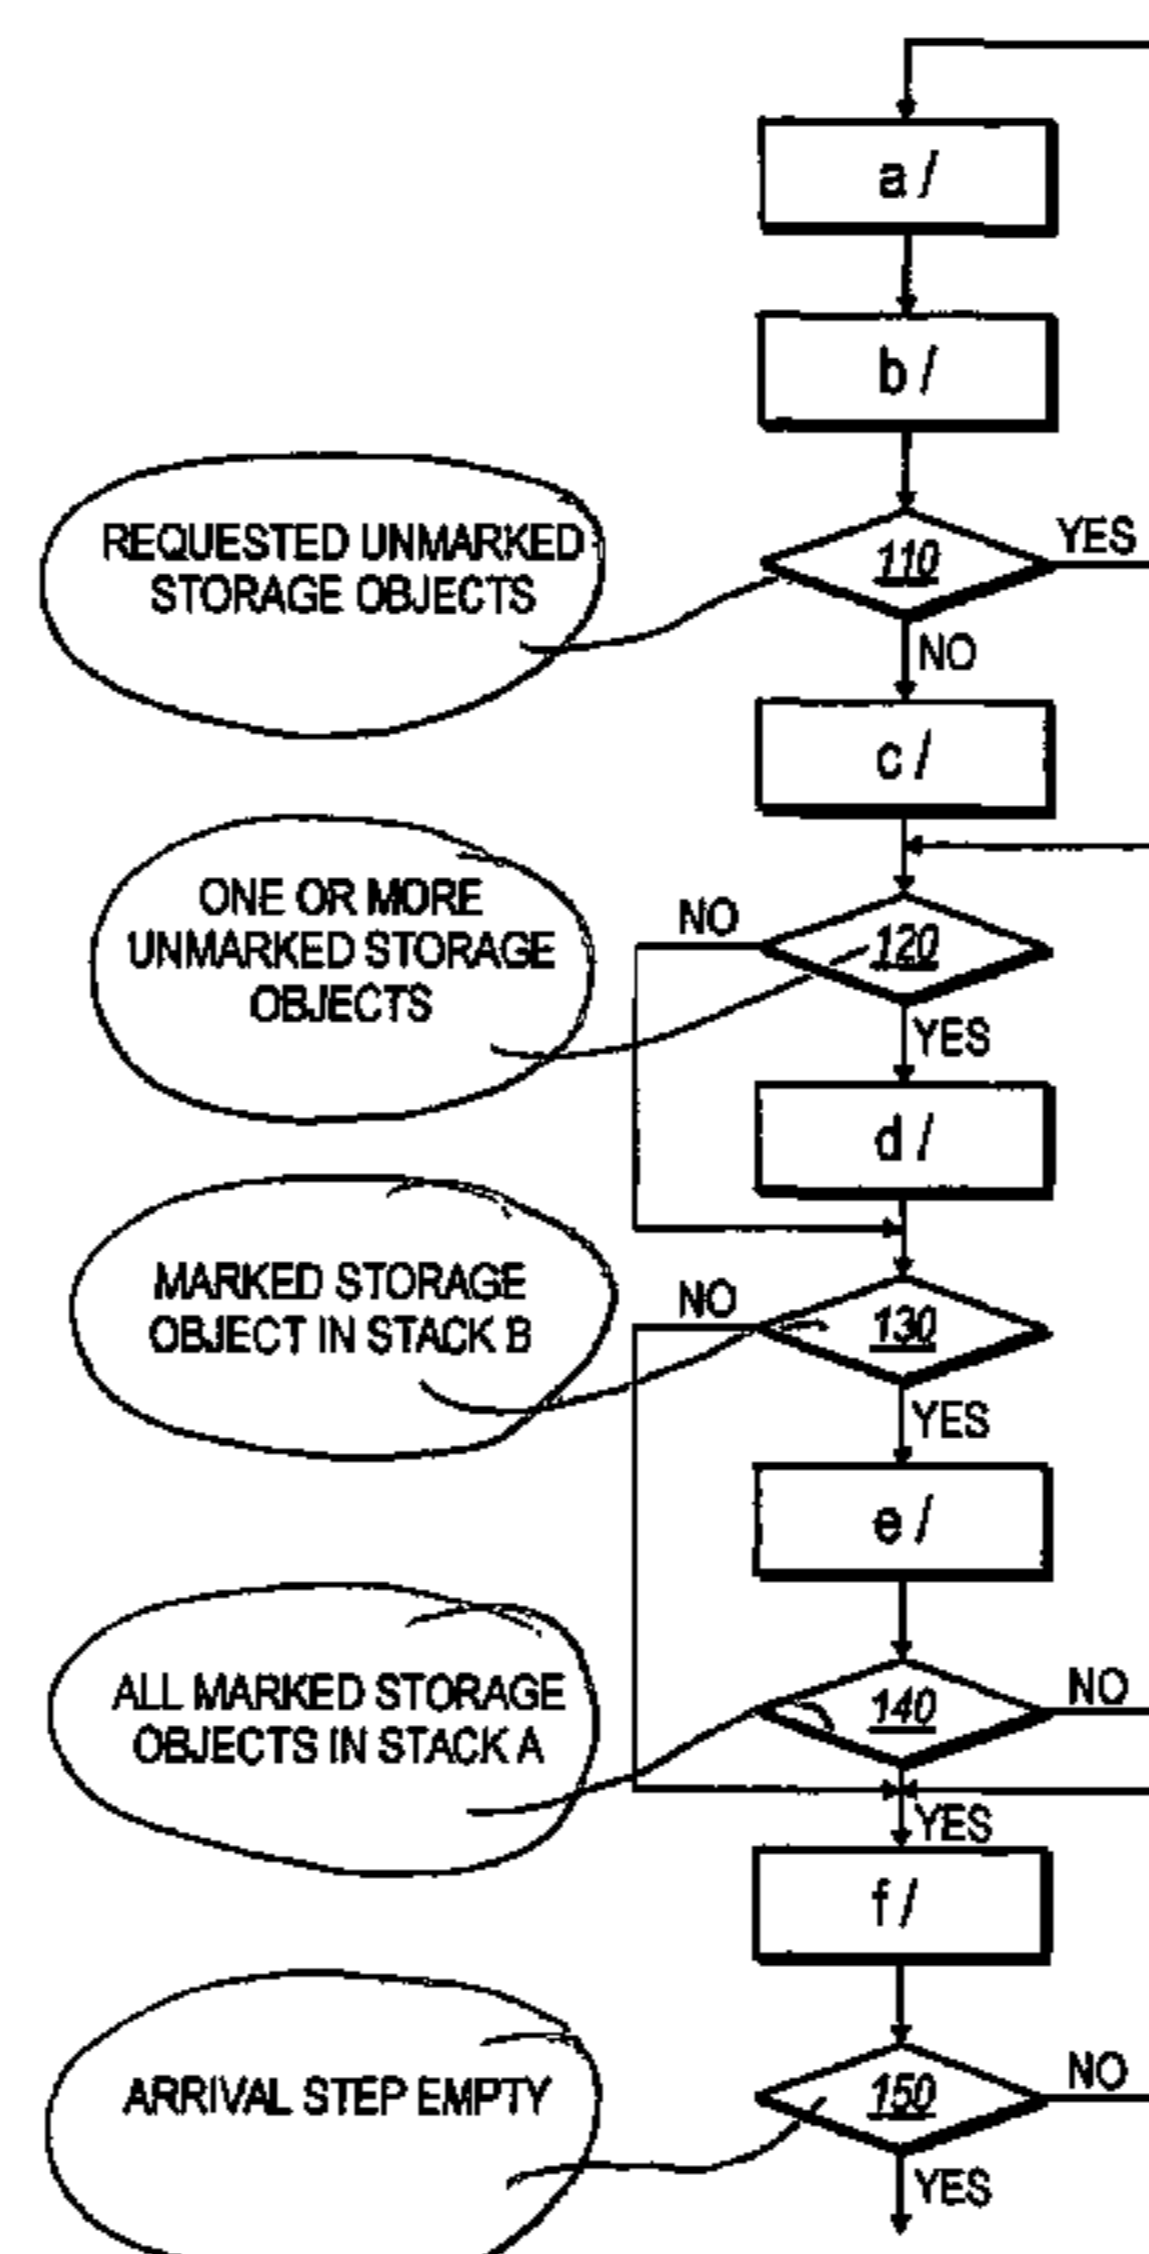 a /
b /
REQUESTED UNMARKED
STORAGE OBJECTS
110
YES
NO
c /
ONE OR MORE
UNMARKED STORAGE
OBJECTS
NO
120
YES
d /
MARKED STORAGE
OBJECT IN STACK B
NO
130
YES
e /
ALL MARKED STORAGE
OBJECTS IN STACK A
140
NO
YES
f /
ARRIVAL STEP EMPTY
150
NO
YES